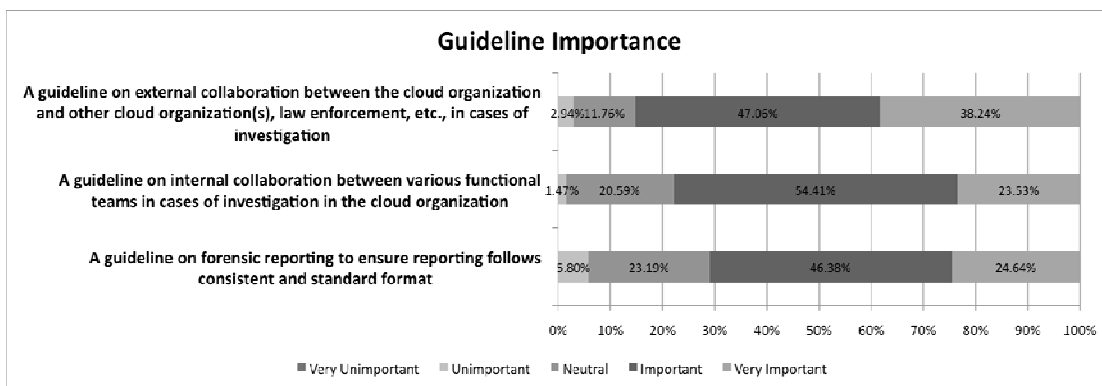 Guideline Importance
A guideline on external collaboration between the cloud organization
and other cloud organization(s), law enforcement, etc., in cases of
investigation
2.94% 11.76% 47.06% 38.24%
A guideline on internal collaboration between various functional
teams in cases of investigation in the cloud organization
1.47% 20.59% 54.41% 23.53%
A guideline on forensic reporting to ensure reporting follows
consistent and standard format
5.80% 23.19% 46.38% 24.64%
0% 10% 20% 30% 40% 50% 60% 70% 80% 90% 100%
Very Unimportant Unimportant Neutral Important Very Important